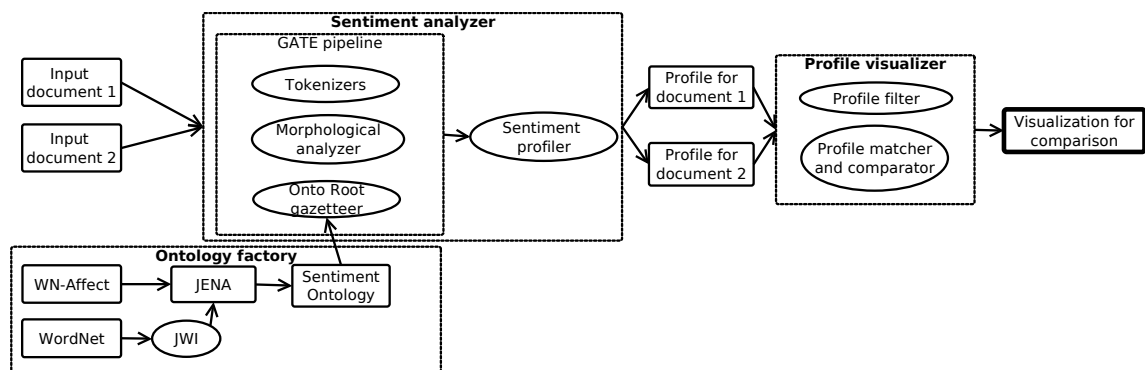 Sentiment analyzer
GATE pipeline
Input
document 1
Input
document 2
Tokenizers
Morphological
analyzer
Onto Root
gazetteer
Sentiment
profiler
Profile for
document 1
Profile for
document 2
Profile visualizer
Profile filter
Profile matcher
and comparator
Visualization for
comparison
Ontology factory
WN-Affect
JENA
Sentiment
Ontology
WordNet
JWI